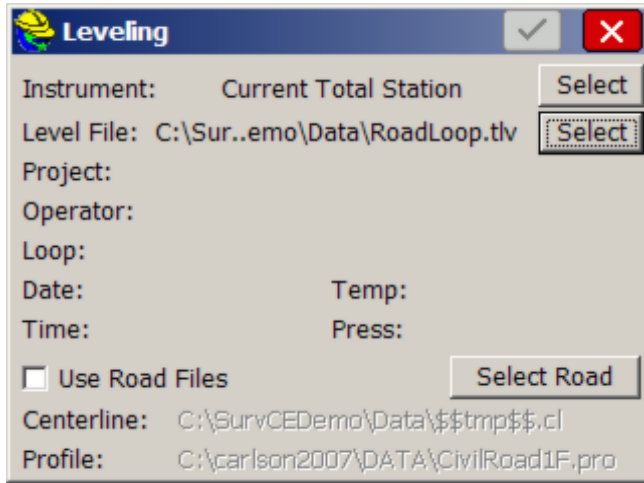 Leveling
Instrument: Current Total Station Select
Level File: C:\Sur..emo\Data\RoadLoop.tlv Select
Project:
Operator:
Loop:
Date: Temp:
Time: Press:
Use Road Files Select Road
Centerline: C:\SurvCEDemo\Data\$$tmp$$.cl
Profile: C:\carlson2007\DATA\CivilRoad1F.pro